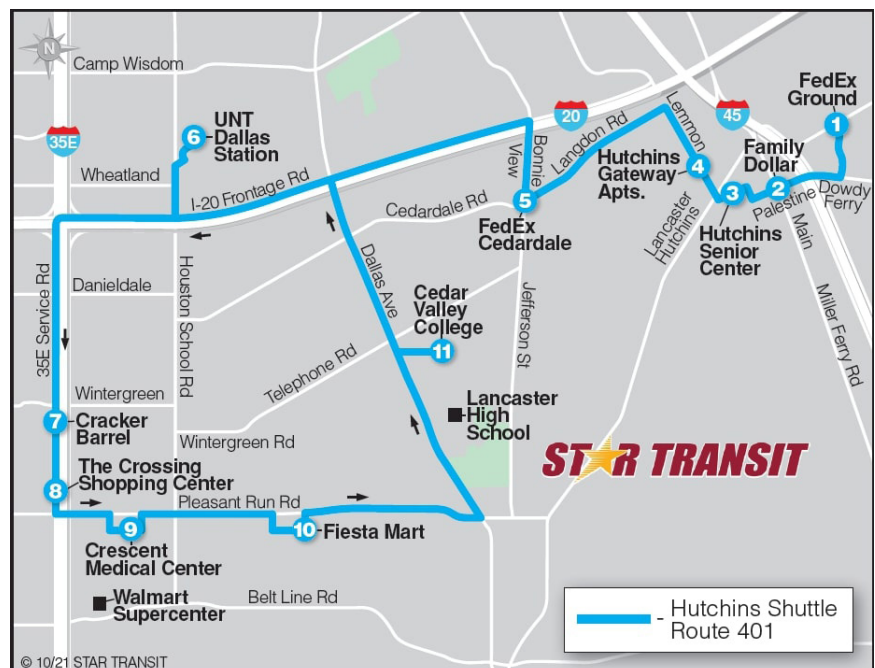 N
Camp Wisdom
35E
6
UNT
Dallas
Station
Wheatland
I-20 Frontage Rd
20
Bonnie
View
Langdon Rd
Lemmon
45
FedEx
Ground
1
Family
Dollar
2
Hutchins
Gateway
Apts.
4
3
Palestine
Dowdy
Ferry
Main
Hutchins
Senior
Center
Lancaster
Hutchins
Miller Ferry Rd
Cedardale Rd
5
FedEx
Cedardale
35E Service Rd
Danieldale
Houston School Rd
Dallas Ave
Cedar
Valley
College
11
Jefferson St
Telephone Rd
Wintergreen
7
Cracker
Barrel
Wintergreen Rd
Lancaster
High
School
STAR TRANSIT
The Crossing
Shopping Center
8
Pleasant Run Rd
9
Crescent
Medical Center
10
Fiesta Mart
Walmart
Supercenter
Belt Line Rd
- Hutchins Shuttle
Route 401
© 10/21 STAR TRANSIT